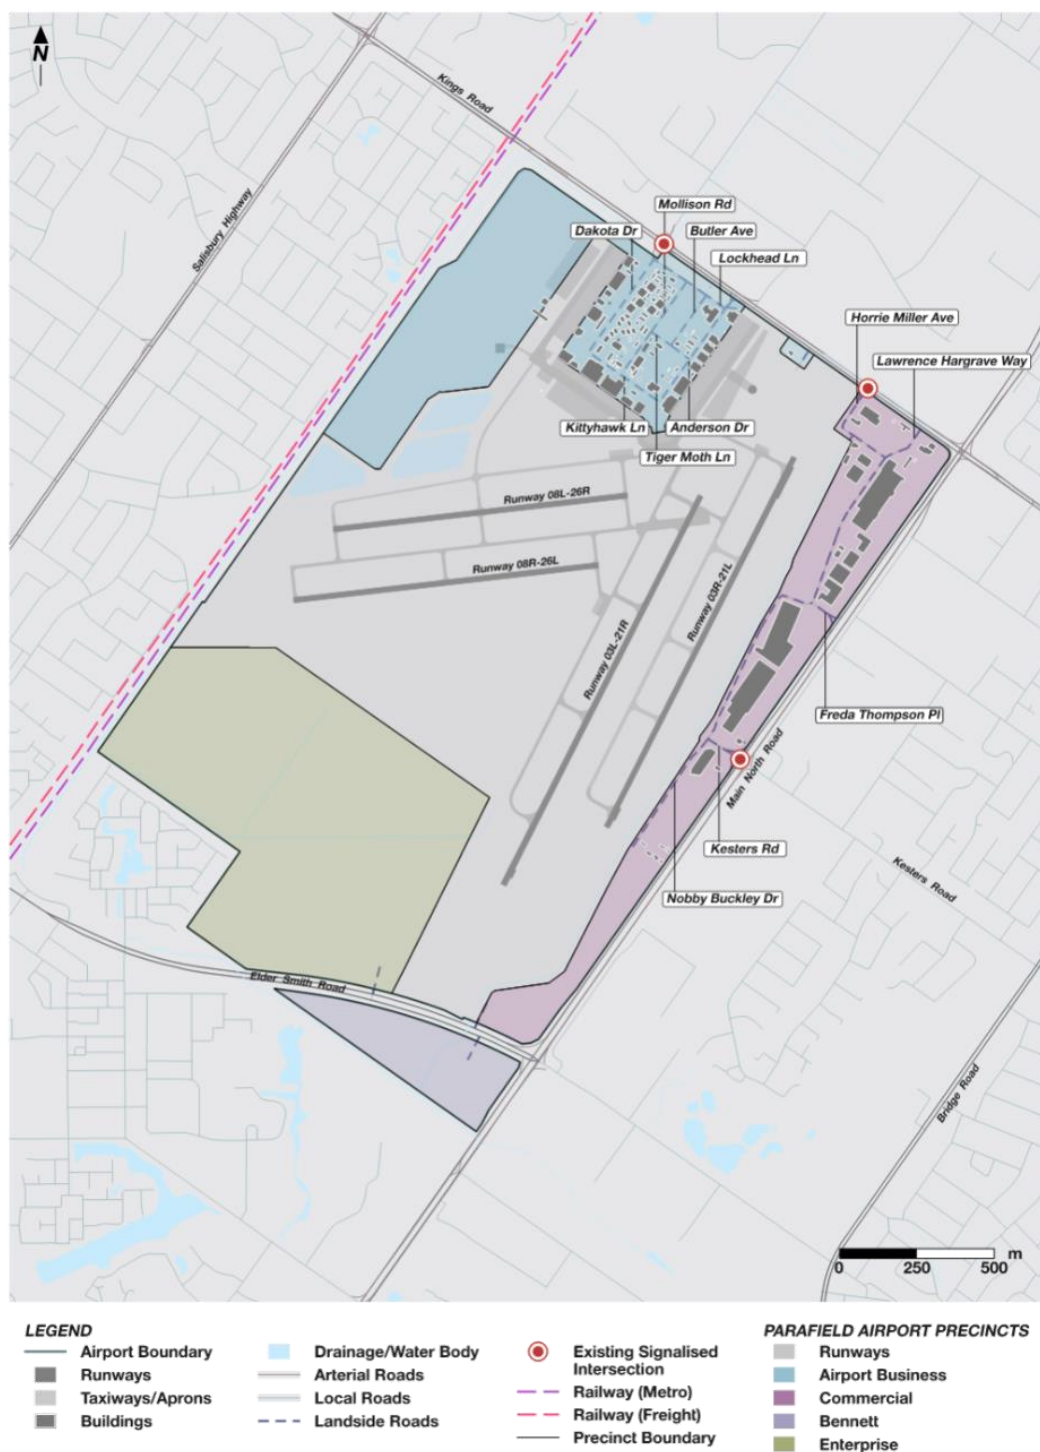 N
Kings Road
Salisbury Highway
Mollison Rd
Dakota Dr
Butler Ave
Lockhead Ln
Horrie Miller Ave
Lawrence Hargrave Way
Kittyhawk Ln
Anderson Dr
Tiger Moth Ln
Runway 08L-26R
Runway 08R-26L
Runway 03L-21R
Runway 03R-21L
Freda Thompson Pl
Main North Road
Kesters Rd
Kesters Road
Nobby Buckley Dr
Elder Smith Road
Bridge Road
m
0 250 500
LEGEND
Airport Boundary
Runways
Taxiways/Aprons
Buildings
Drainage/Water Body
Arterial Roads
Local Roads
Landside Roads
Existing Signalised
Intersection
Railway (Metro)
Railway (Freight)
Precinct Boundary
PARAFIELD AIRPORT PRECINCTS
Runways
Airport Business
Commercial
Bennett
Enterprise